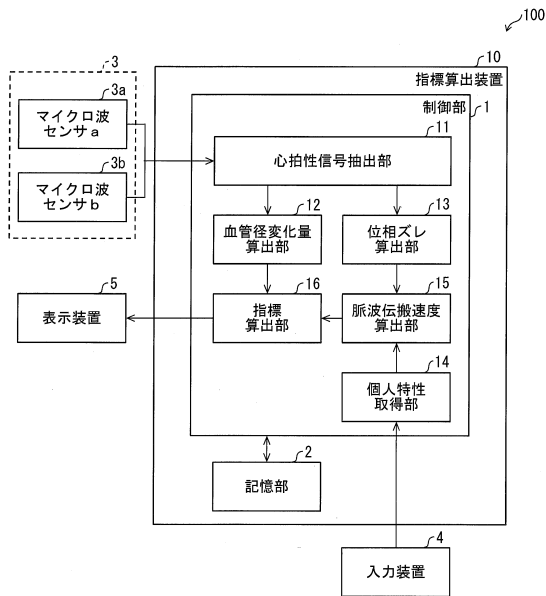 100
10
指標算出装置
3
3a
マイクロ波
センサa
3b
マイクロ波
センサb
制御部
1
11
心拍性信号抽出部
12
血管径変化量
算出部
13
位相ズレ
算出部
5
表示装置
16
指標
算出部
15
脈波伝搬速度
算出部
14
個人特性
取得部
2
記憶部
4
入力装置